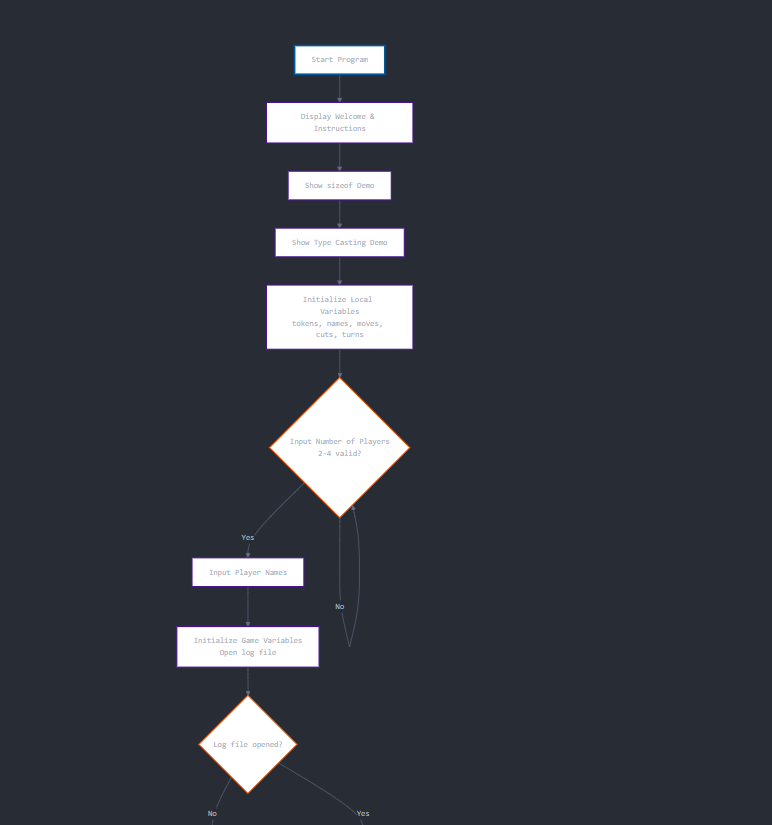 Start Program
Display Welcome &
Instructions
Show sizeof Demo
Show Type Casting Demo
Initialize Local
Variables
tokens, names, moves,
cuts, turns
Input Number of Players
2-4 valid?
Yes
Input Player Names
No
Initialize Game Variables
Open log file
Log file opened?
No
Yes